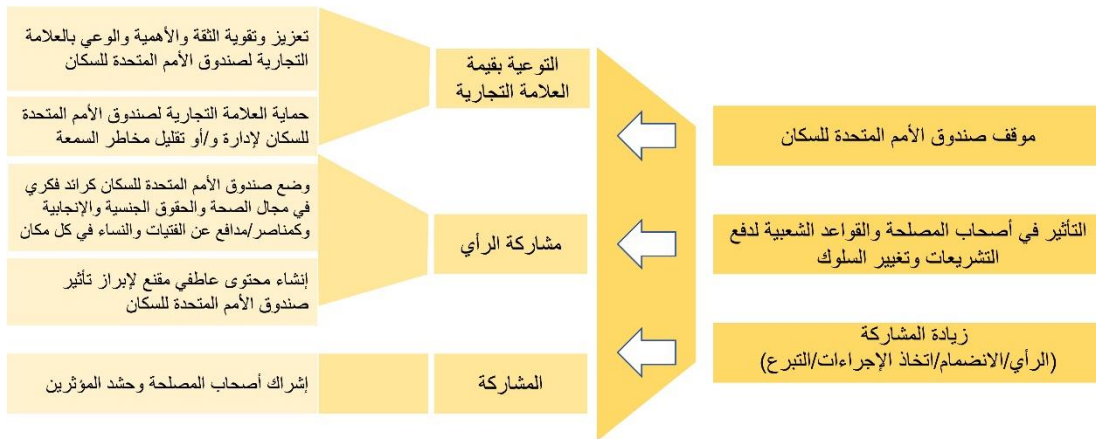 موقف صندوق الأمم المتحدة للسكان
التأثير في أصحاب المصلحة والقواعد الشعبية لدفع
التشريعات وتغيير السلوك
زيادة المشاركة
(الرأي/الانضمام/اتخاذ الإجراءات/التبرع)
التوعية بقيمة
العلامة التجارية
مشاركة الرأي
المشاركة
تعزيز وتقوية الثقة والأهمية والوعي بالعلامة
التجارية لصندوق الأمم المتحدة للسكان
حماية العلامة التجارية لصندوق الأمم المتحدة
للسكان لإدارة و/أو تقليل مخاطر السمعة
وضع صندوق الأمم المتحدة للسكان كرائد فكري
في مجال الصحة والحقوق الجنسية والإنجابية
وكمناصر/مدافع عن الفتيات والنساء في كل مكان
إنشاء محتوى عاطفي مقنع لإبراز تأثير
صندوق الأمم المتحدة للسكان
إشراك أصحاب المصلحة وحشد المؤثرين